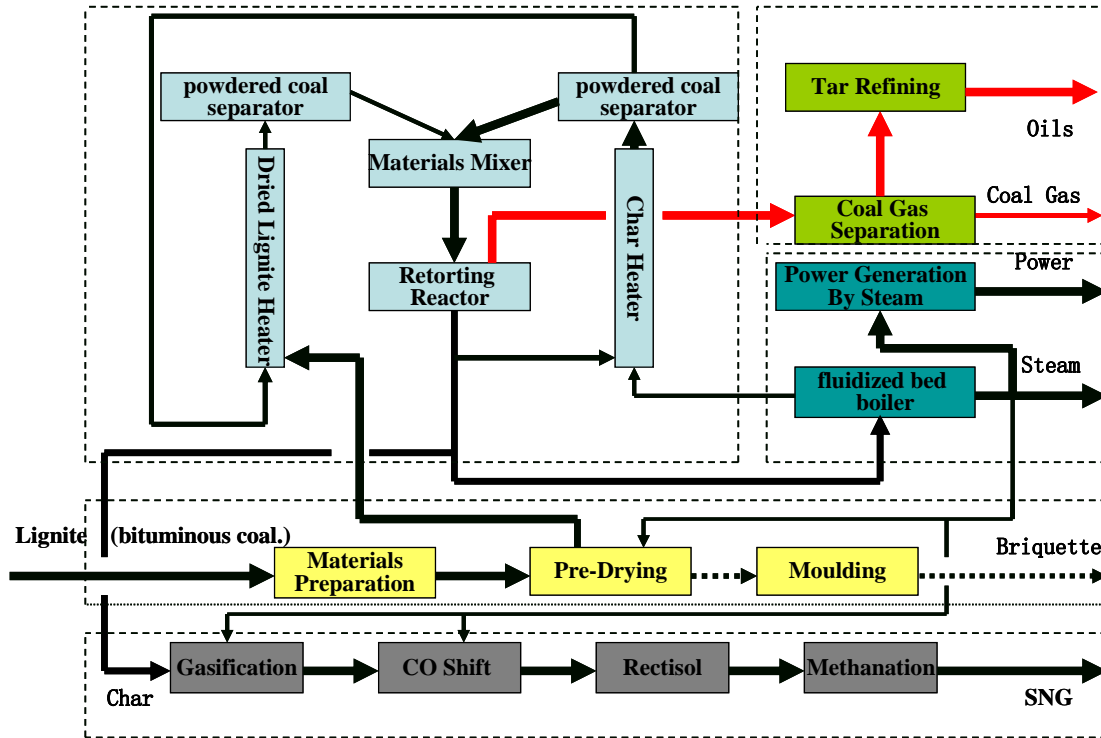 powdered coal
separator
powdered coal
separator
Tar Refining
Oils
Materials Mixer
Dried Lignite Heater
Char Heater
Coal Gas
Separation
Coal Gas
Retorting
Reactor
Power Generation
By Steam
Power
fluidized bed
boiler
Steam
Lignite (bituminous coal.)
Materials
Preparation
Pre-Drying
Moulding
Briquette
Gasification
CO Shift
Rectisol
Methanation
Char
SNG